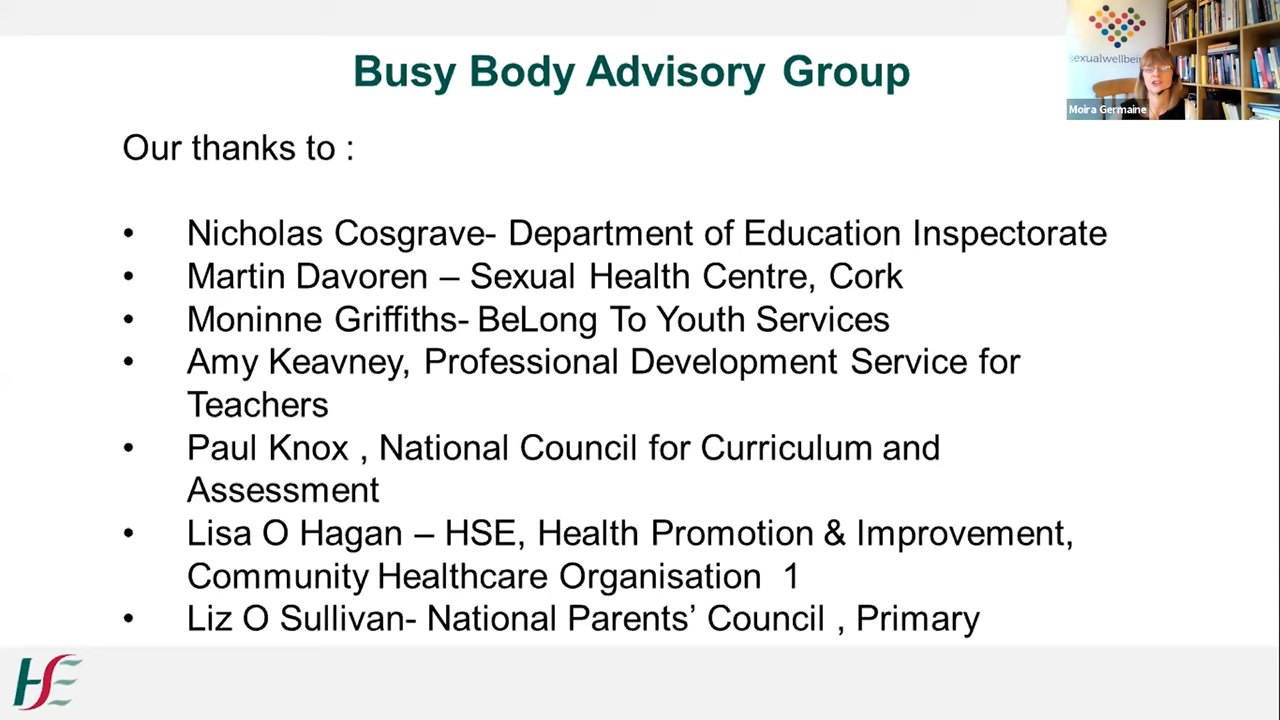 Busy Body Advisory Group
sexualwellbei
Moira Germaine
Our thanks to :
• Nicholas Cosgrave- Department of Education Inspectorate
• Martin Davoren – Sexual Health Centre, Cork
• Moninne Griffiths- BeLong To Youth Services
• Amy Keavney, Professional Development Service for
Teachers
• Paul Knox , National Council for Curriculum and
Assessment
• Lisa O Hagan – HSE, Health Promotion & Improvement,
Community Healthcare Organisation 1
• Liz O Sullivan- National Parents’ Council , Primary
HSE